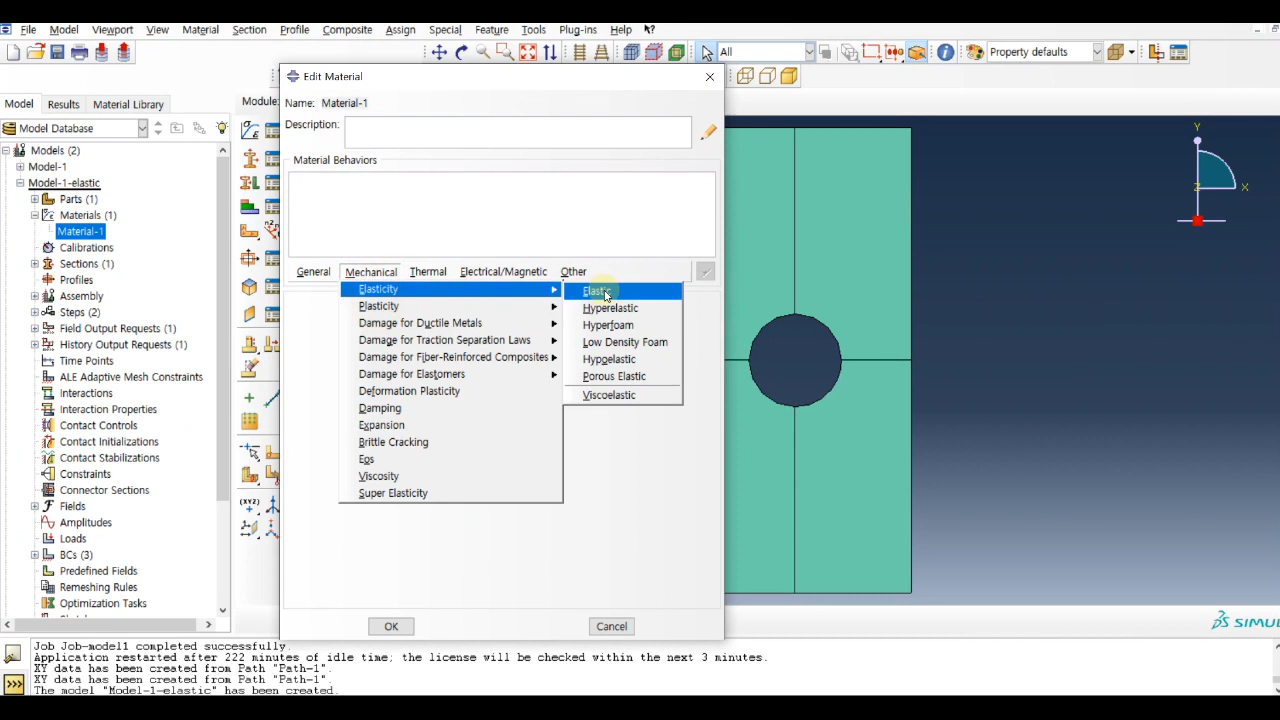 File Model Viewport View Material Section Profile Composite Assign Special Feature Tools Plug-ins Help
All
Property defaults
Edit Material
Model Results Material Library
Module:
Name: Material-1
Description:
Model Database
Material Behaviors
Models (2)
Model-1
Model-1-elastic
Parts (1)
Materials (1)
Material-1
Calibrations
Sections (1)
Profiles
Assembly
Steps (2)
Field Output Requests (1)
History Output Requests (1)
Time Points
ALE Adaptive Mesh Constraints
Interactions
Interaction Properties
Contact Controls
Contact Initializations
Contact Stabilizations
Constraints
Connector Sections
Fields
Amplitudes
Loads
BCs (3)
Predefined Fields
Remeshing Rules
Optimization Tasks
General Mechanical Thermal Electrical/Magnetic Other
Elasticity
Plasticity
Damage for Ductile Metals
Damage for Traction Separation Laws
Damage for Fiber-Reinforced Composites
Damage for Elastomers
Deformation Plasticity
Damping
Expansion
Brittle Cracking
Eos
Viscosity
Super Elasticity
Elastic
Hyperelastic
Hyperfoam
Low Density Foam
Hypoelastic
Porous Elastic
Viscoelastic
OK Cancel
Y
Z X
(XYZ)
SIMUL
Job Job-model1 completed successfully.
Application restarted after 222 minutes of idle time; the license will be checked within the next 3 minutes.
XY data has been created from Path "Path-1".
XY data has been created from Path "Path-1".
The model "Model-1-elastic" has been created.